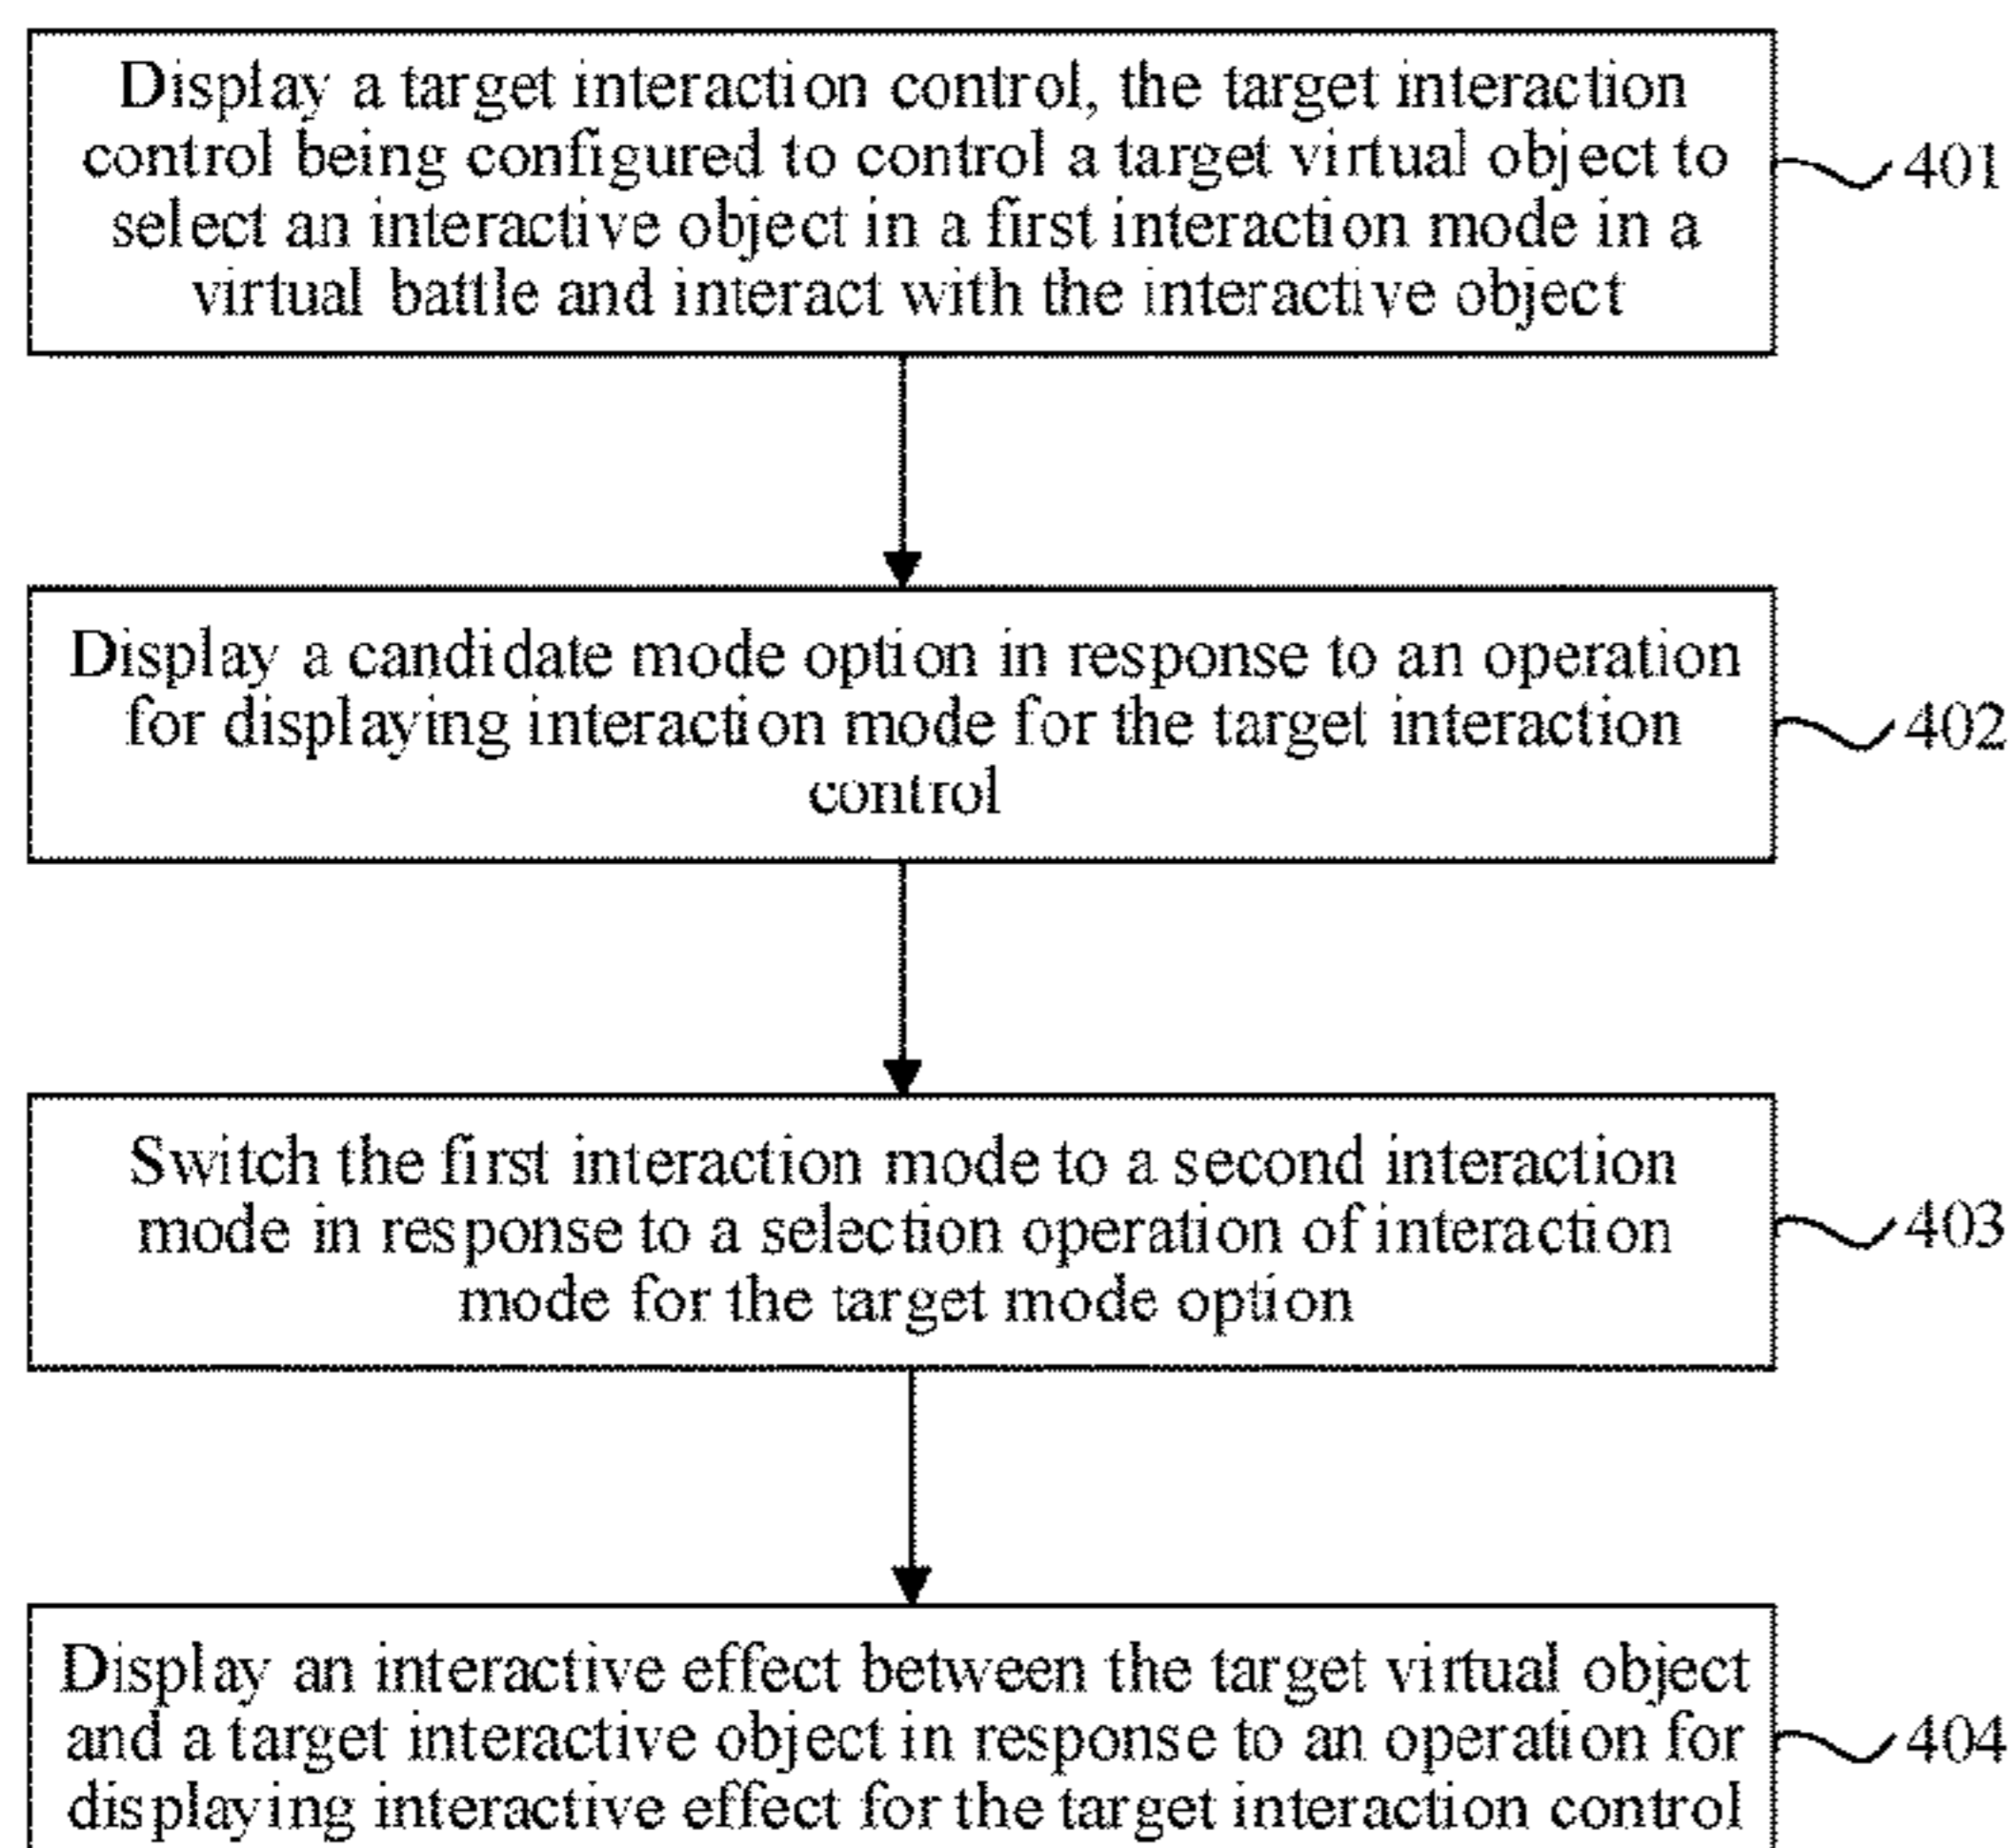 Display a target interaction control, the target interaction
control being configured to control a target virtual object to
select an interactive object in a first interaction mode in a
virtual battle and interact with the interactive object
401
Display a candidate mode option in response to an operation
for displaying interaction mode for the target interaction
control
402
Switch the first interaction mode to a second interaction
mode in response to a selection operation of interaction
mode for the target mode option
403
Display an interactive effect between the target virtual object
and a target interactive object in response to an operation for
displaying interactive effect for the target interaction control
404